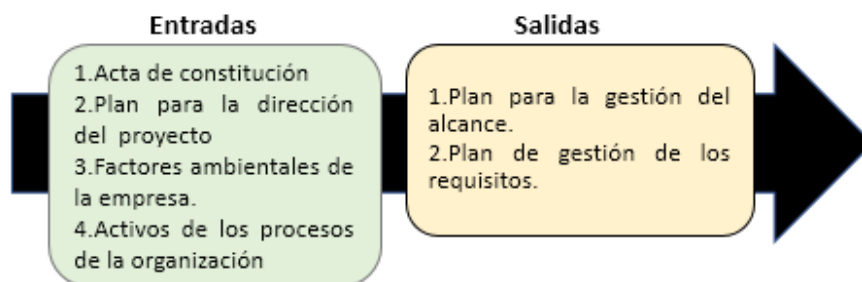 Entradas
1.Acta de constitución
2.Plan para la dirección
del proyecto
3.Factores ambientales de
la empresa.
4.Activos de los procesos
de la organización
Salidas
1.Plan para la gestión del
alcance.
2.Plan de gestión de los
requisitos.